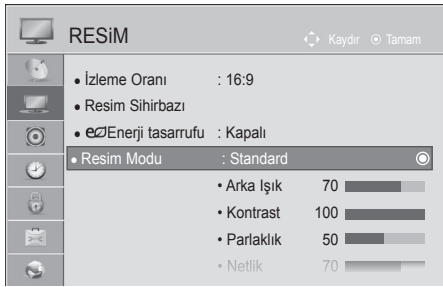 RESiM Kaydır Tamam
• İzleme Oranı : 16:9
• Resim Sihirbazı
• Enerji tasarrufu : Kapalı
• Resim Modu : Standard
• Arka Işık 70
• Kontrast 100
• Parlaklık 50
• Netlik 70